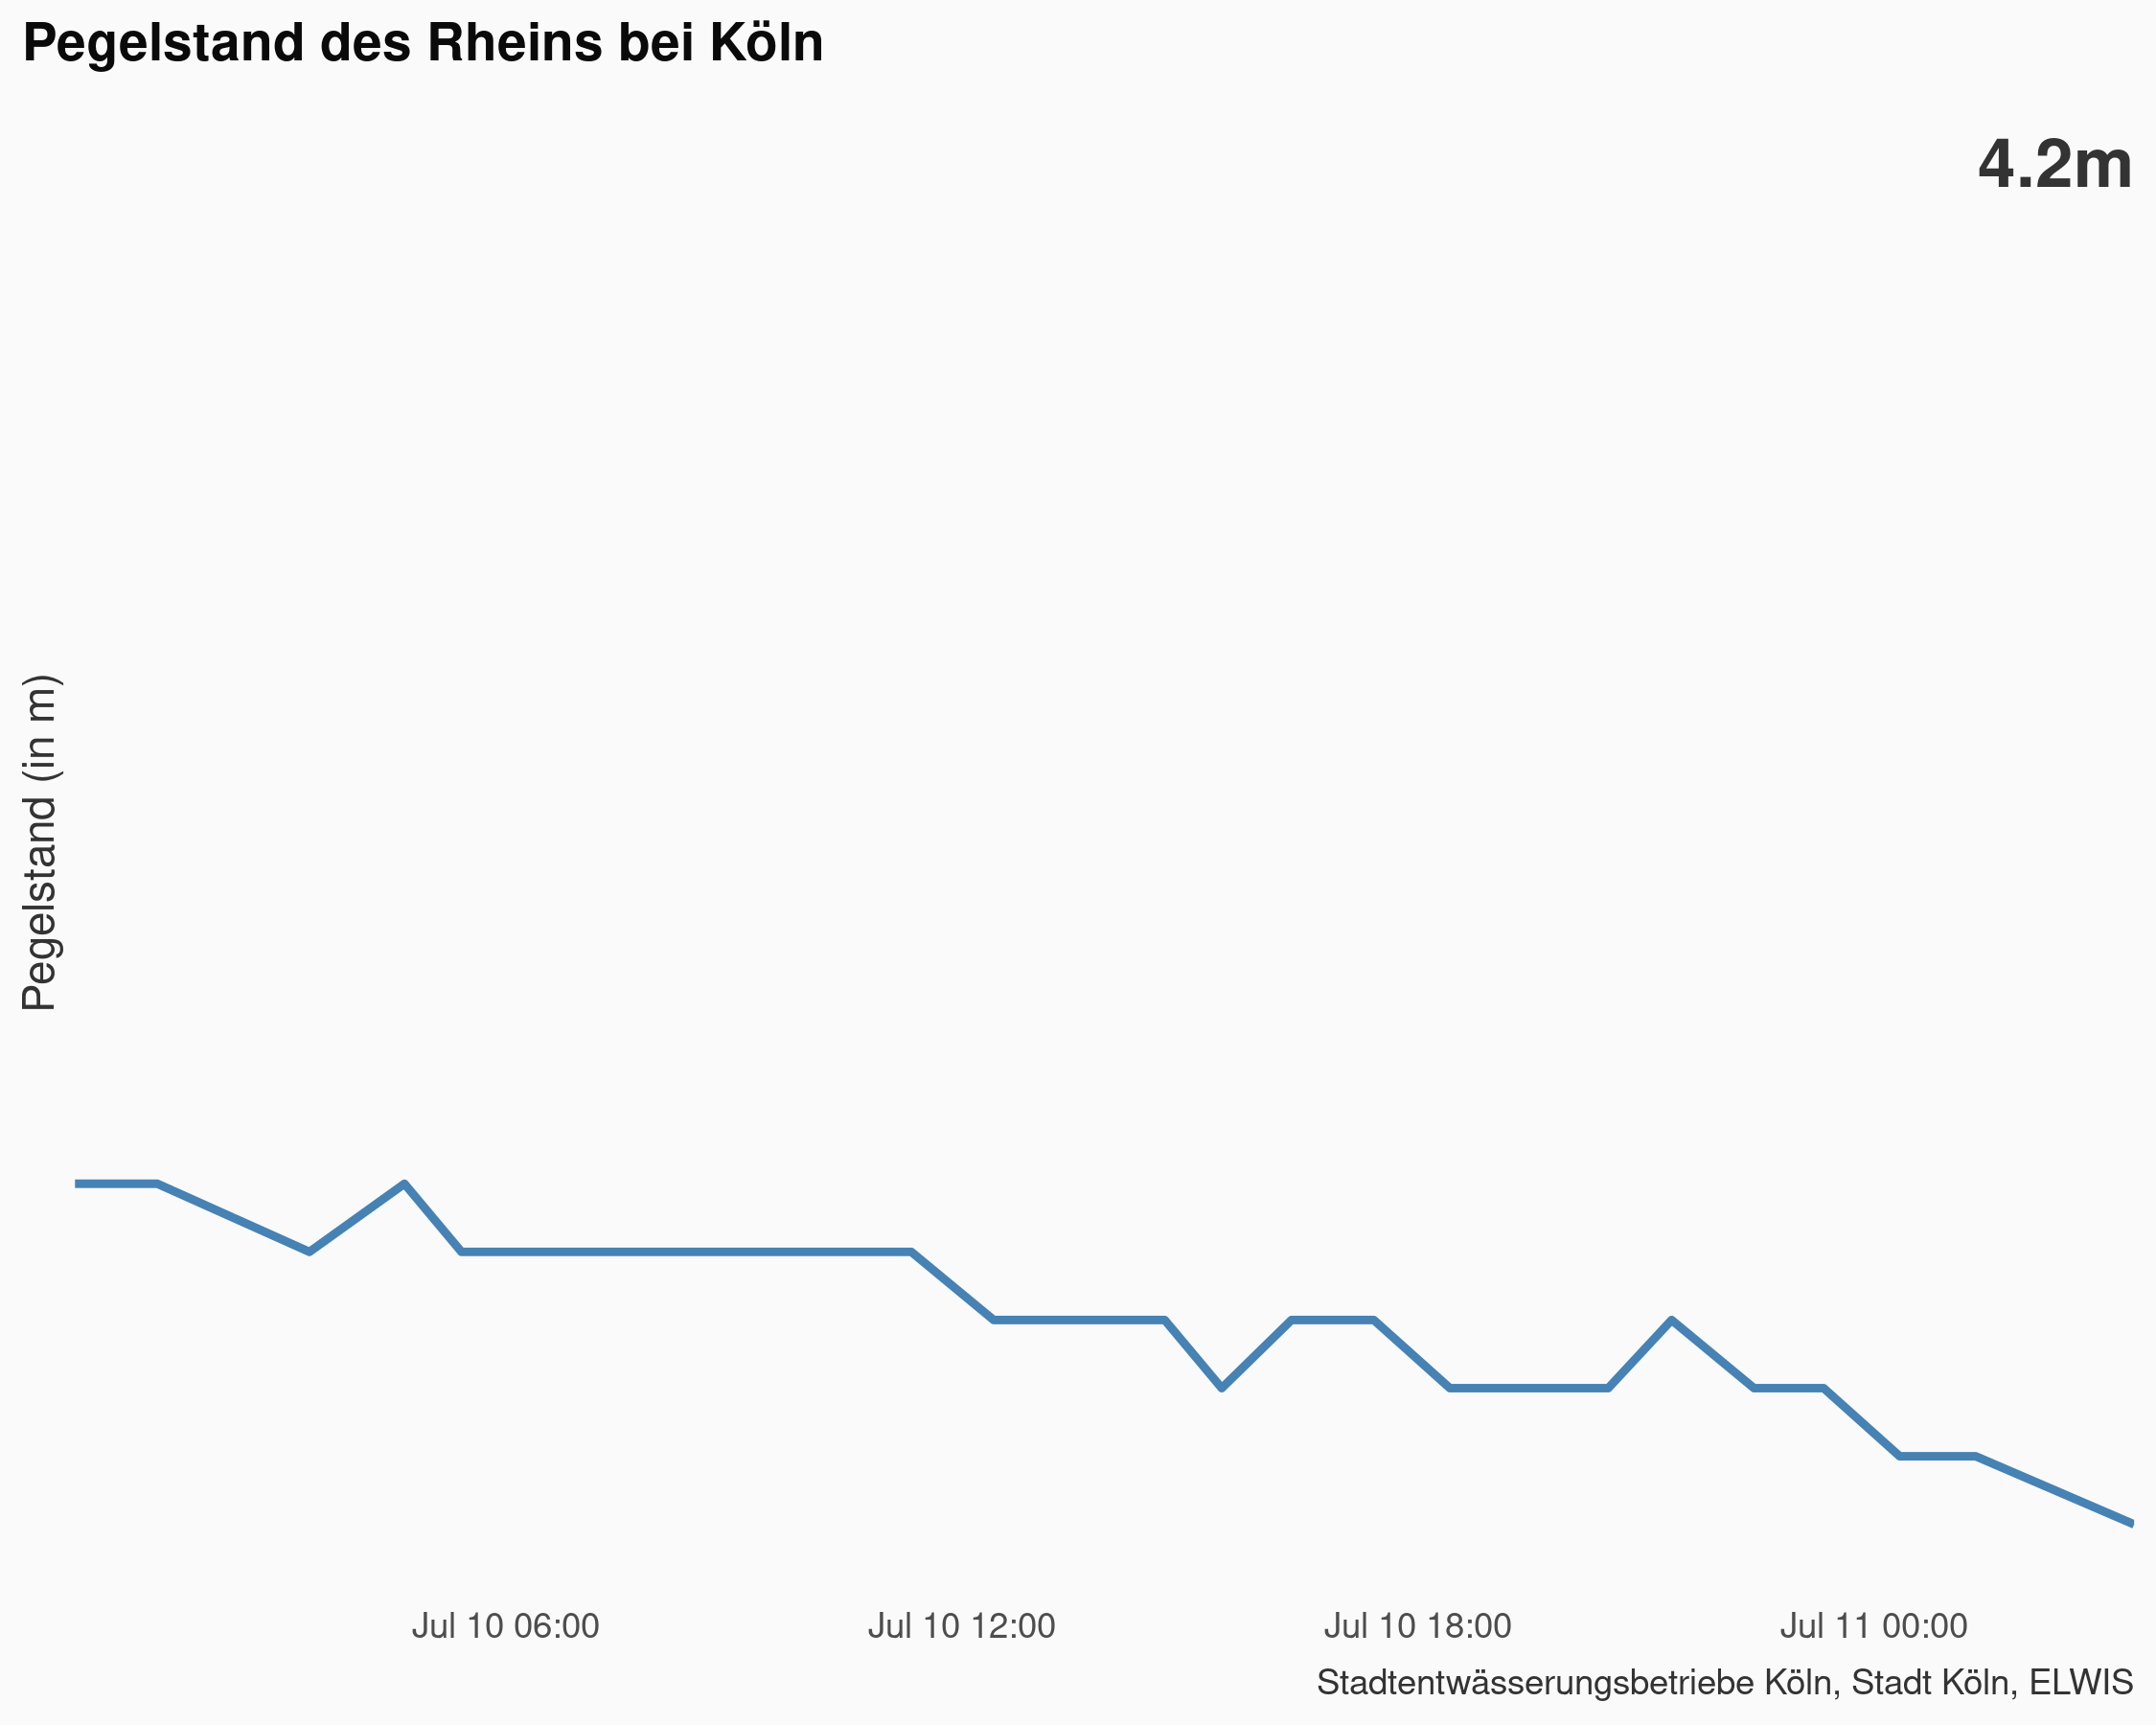 Pegelstand des Rheins bei Köln
4.2m
Pegelstand (in m)
Jul 10 06:00
Jul 10 12:00
Jul 10 18:00
Jul 11 00:00
Stadtentwässerungsbetriebe Köln, Stadt Köln, ELWIS